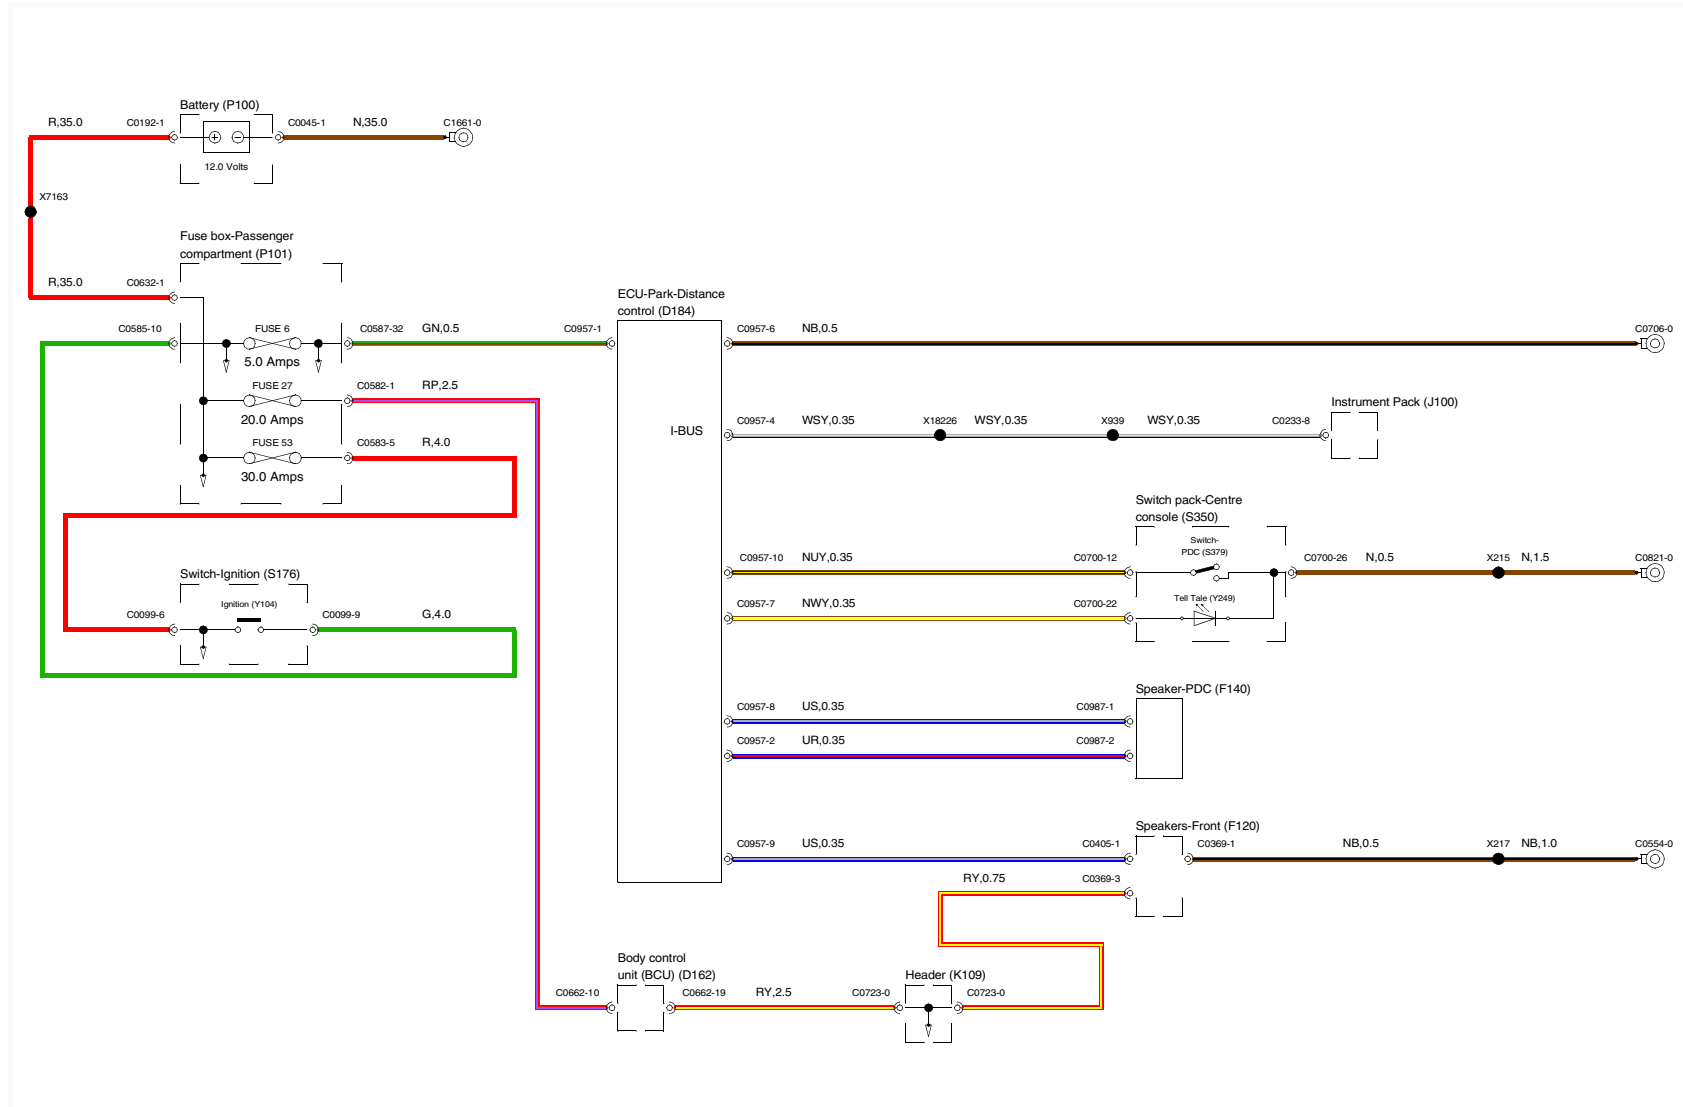 Battery (P100)
R,35.0 C0192-1 C0045-1 N,35.0 C1661-0
12.0 Volts
X7163
Fuse box-Passenger
compartment (P101)
R,35.0 C0632-1
ECU-Park-Distance
control (D184)
C0585-10 FUSE 6 C0587-32 GN,0.5 C0957-1 C0957-6 NB,0.5 C0706-0
5.0 Amps
FUSE 27 C0582-1 RP,2.5
20.0 Amps
Instrument Pack (J100)
I-BUS C0957-4 WSY,0.35 X18226 WSY,0.35 X939 WSY,0.35 C0233-8
FUSE 53 C0583-5 R,4.0
30.0 Amps
Switch pack-Centre
console (S350)
Switch-
PDC (S379)
C0957-10 NUY,0.35 C0700-12 C0700-26 N,0.5 X215 N,1.5 C0821-0
Switch-Ignition (S176)
Ignition (Y104)
Tell Tale (Y249)
C0957-7 NWY,0.35 C0700-22
C0099-6 C0099-9 G,4.0
Speaker-PDC (F140)
C0957-8 US,0.35 C0987-1
C0957-2 UR,0.35 C0987-2
Speakers-Front (F120)
C0957-9 US,0.35 C0405-1 C0369-1 NB,0.5 X217 NB,1.0 C0554-0
RY,0.75 C0369-3
Body control
unit (BCU) (D162)
Header (K109)
C0662-10 C0662-19 RY,2.5 C0723-0 C0723-0